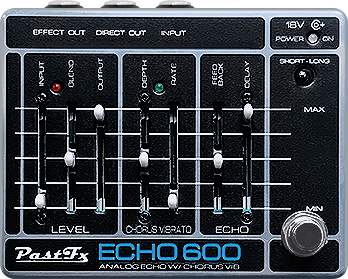 EFFECT OUT DIRECT OUT INPUT
18V
POWER ON
INPUT BLEND OUTPUT DEPTH RATE FEED BACK DELAY
SHORT-LONG
MAX
MIN
LEVEL CHORUS/VIBRATO ECHO
PastFx ECHO 600
ANALOG ECHO W/ CHORUS VIB